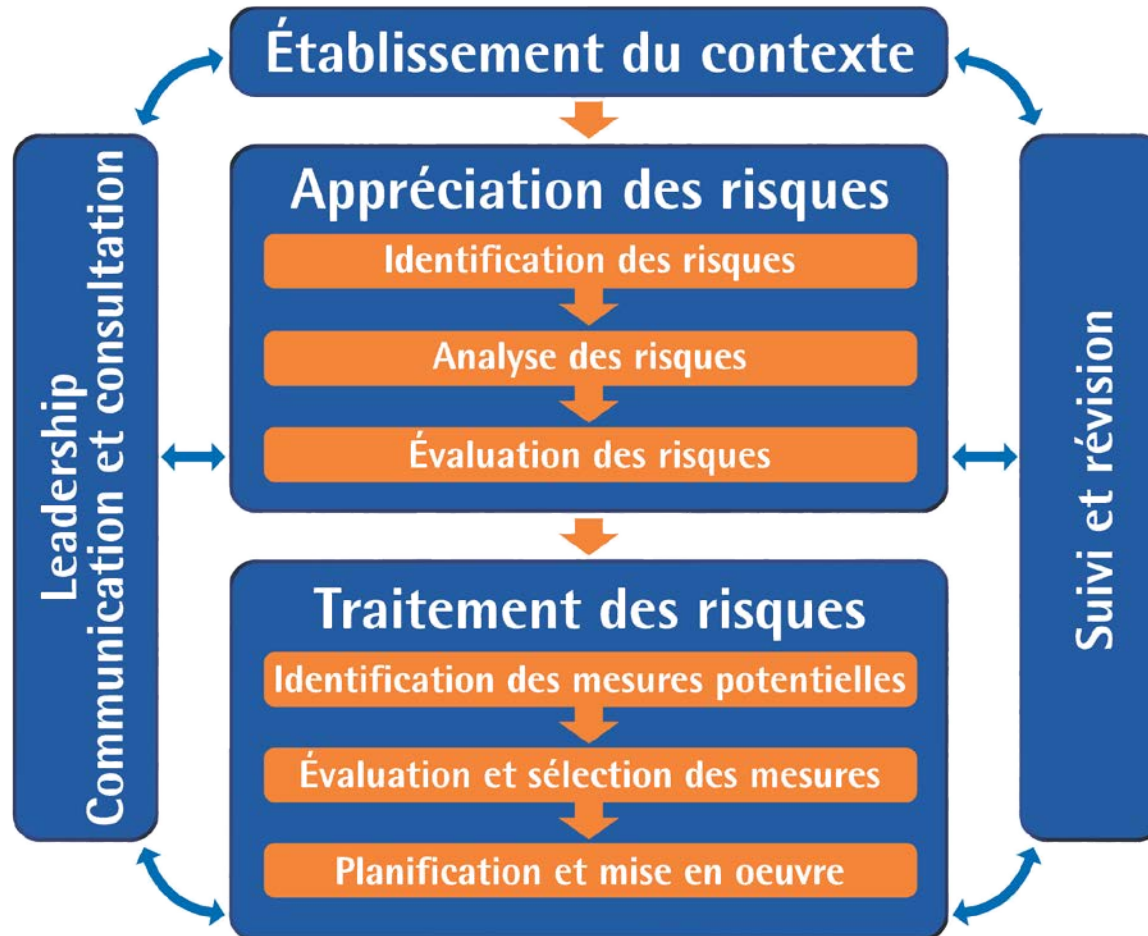 Établissement du contexte
Leadership
Communication et consultation
Appréciation des risques
Identification des risques
Analyse des risques
Évaluation des risques
Traitement des risques
Identification des mesures potentielles
Évaluation et sélection des mesures
Planification et mise en oeuvre
Suivi et révision